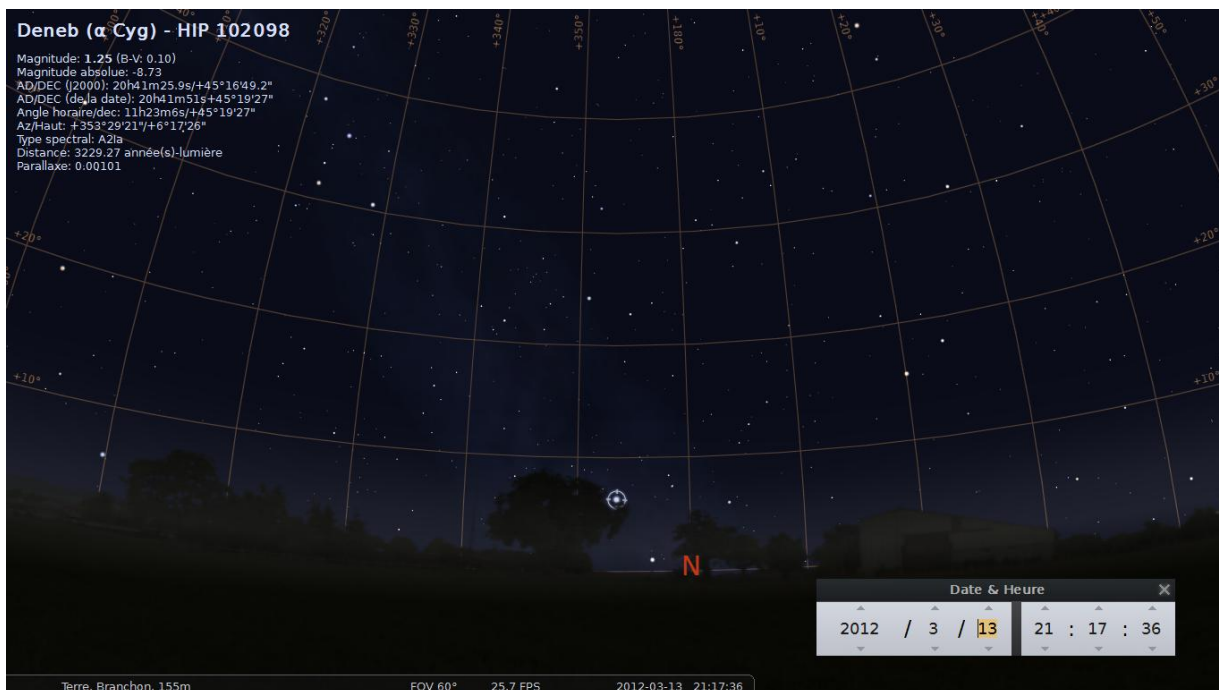 Deneb (α Cyg) - HIP 102098
Magnitude: 1.25 (B-V: 0.10)
Magnitude absolue: -8.73
AD/DEC (J2000): 20h41m25.9s/+45°16'49.2"
AD/DEC (de la date): 20h41m51s+45°19'27"
Angle horaire/dec: 11h23m6s/+45°19'27"
Az/Haut: +353°29'21"/+6°17'26"
Type spectral: A2Ia
Distance: 3229.27 année(s)-lumière
Parallaxe: 0.00101
+320°
+330°
+340°
+350°
+180°
+10°
+20°
+30°
+50°
+30°
+20°
+20°
+10°
+10°
N
Date & Heure
2012 / 3 / 13 21 : 17 : 36
Terre, Branchon, 155m FOV 60° 25.7 FPS 2012-03-13 21:17:36